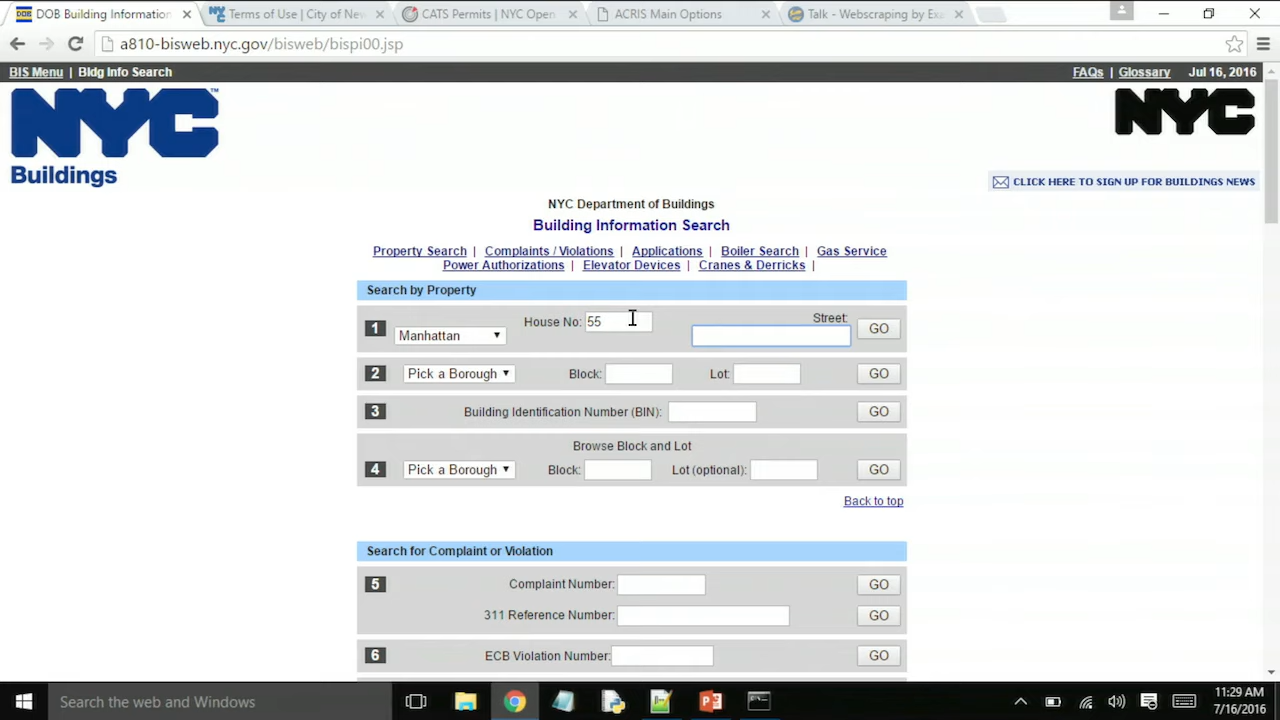 DOB Building Information
Terms of Use | City of New
CATS Permits | NYC Open
ACRIS Main Options
Talk - Webscraping by Exa
a810-bisweb.nyc.gov/bisweb/bispi00.jsp
BIS Menu | Bldg Info Search
FAQs | Glossary Jul 16, 2016
NYC™
Buildings
NYC
CLICK HERE TO SIGN UP FOR BUILDINGS NEWS
NYC Department of Buildings
Building Information Search
Property Search | Complaints / Violations | Applications | Boiler Search | Gas Service
Power Authorizations | Elevator Devices | Cranes & Derricks |
Search by Property
1 Manhattan House No: 55 Street: GO
2 Pick a Borough Block: Lot: GO
3 Building Identification Number (BIN): GO
Browse Block and Lot
4 Pick a Borough Block: Lot (optional): GO
Back to top
Search for Complaint or Violation
5 Complaint Number: GO
311 Reference Number: GO
6 ECB Violation Number: GO
Search the web and Windows
11:29 AM
7/16/2016